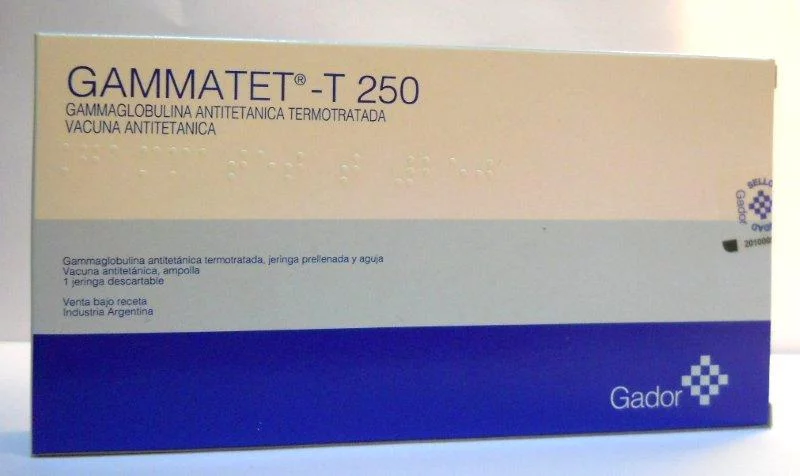 GAMMATET® -T 250
GAMMAGLOBULINA ANTITETANICA TERMOTRATADA
VACUNA ANTITETANICA
Gammaglobulina antitetánica termotratada, jeringa prellenada y aguja
Vacuna antitetánica, ampolla
1 jeringa descartable
Venta bajo receta
Industria Argentina
Gador
Gador